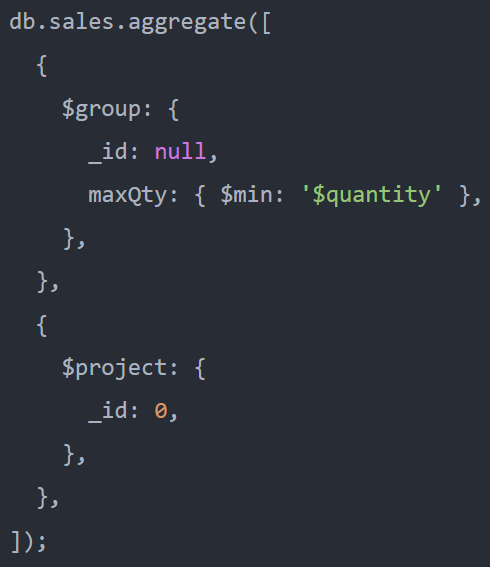 db.sales.aggregate([
  {
    $group: {
      _id: null,
      maxQty: { $min: '$quantity' },
    },
  },
  {
    $project: {
      _id: 0,
    },
  },
]);